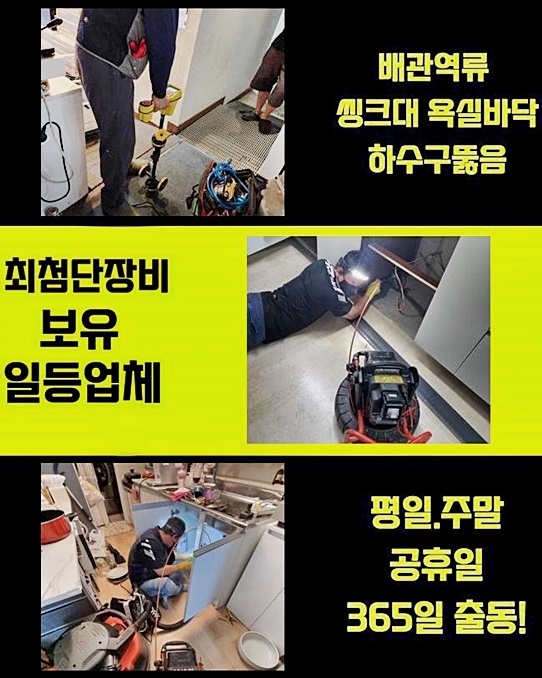 배관역류
씽크대 욕실바닥
하수구뚫음
최첨단장비
보유
일등업체
평일.주말
공휴일
365일 출동!